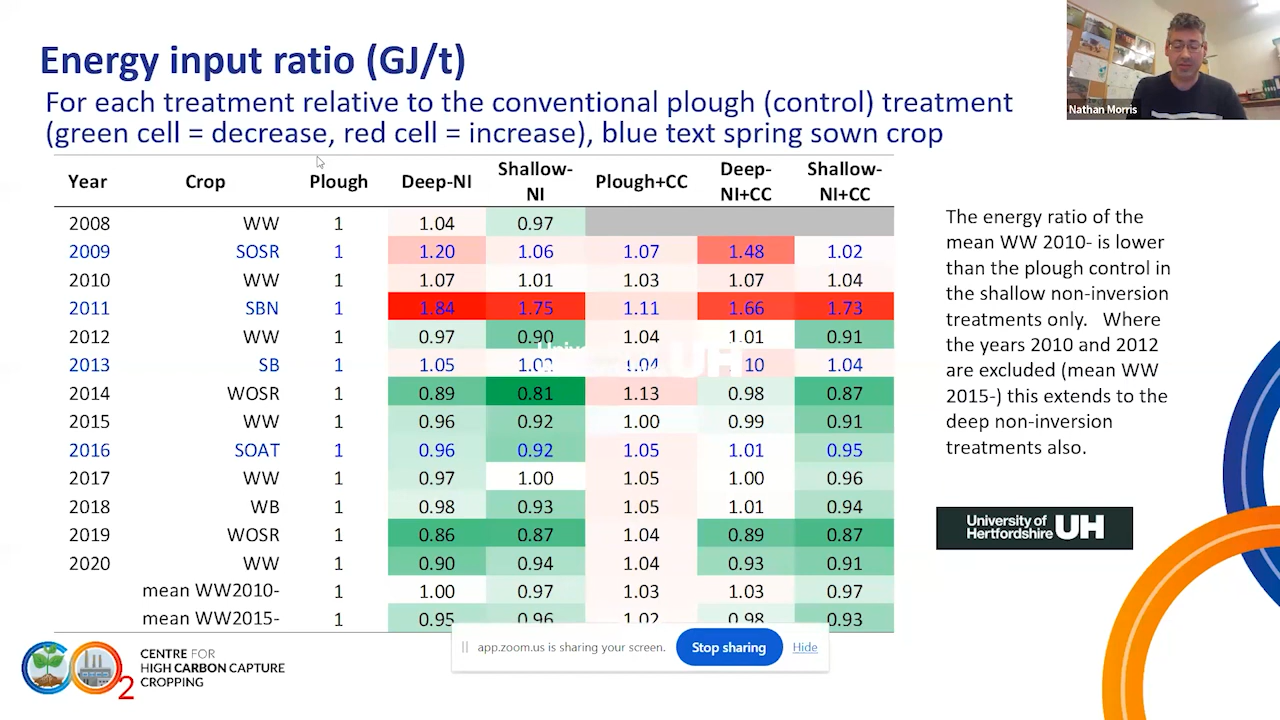 Energy input ratio (GJ/t)
For each treatment relative to the conventional plough (control) treatment
(green cell = decrease, red cell = increase), blue text spring sown crop
Nathan Morris
Year Crop Plough Deep-NI Shallow-NI Plough+CC Deep-NI+CC Shallow-NI+CC
2008 WW 1 1.04 0.97
2009 SOSR 1 1.20 1.06 1.07 1.48 1.02
2010 WW 1 1.07 1.01 1.03 1.07 1.04
2011 SBN 1 1.84 1.75 1.11 1.66 1.73
2012 WW 1 0.97 0.90 1.04 1.01 0.91
2013 SB 1 1.05 1.04 10 1.04
2014 WOSR 1 0.89 0.81 1.13 0.98 0.87
2015 WW 1 0.96 0.92 1.00 0.99 0.91
2016 SOAT 1 0.96 0.92 1.05 1.01 0.95
2017 WW 1 0.97 1.00 1.05 1.00 0.96
2018 WB 1 0.98 0.93 1.05 1.01 0.94
2019 WOSR 1 0.86 0.87 1.04 0.89 0.87
2020 WW 1 0.90 0.94 1.04 0.93 0.91
mean WW2010- 1 1.00 0.97 1.03 1.03 0.97
mean WW2015- 1 0.95 0.96 1.02 0.98 0.93
UH
The energy ratio of the
mean WW 2010- is lower
than the plough control in
the shallow non-inversion
treatments only. Where
the years 2010 and 2012
are excluded (mean WW
2015-) this extends to the
deep non-inversion
treatments also.
University of
Hertfordshire UH
app.zoom.us is sharing your screen. Stop sharing Hide
CENTRE FOR
HIGH CARBON CAPTURE
CROPPING
2